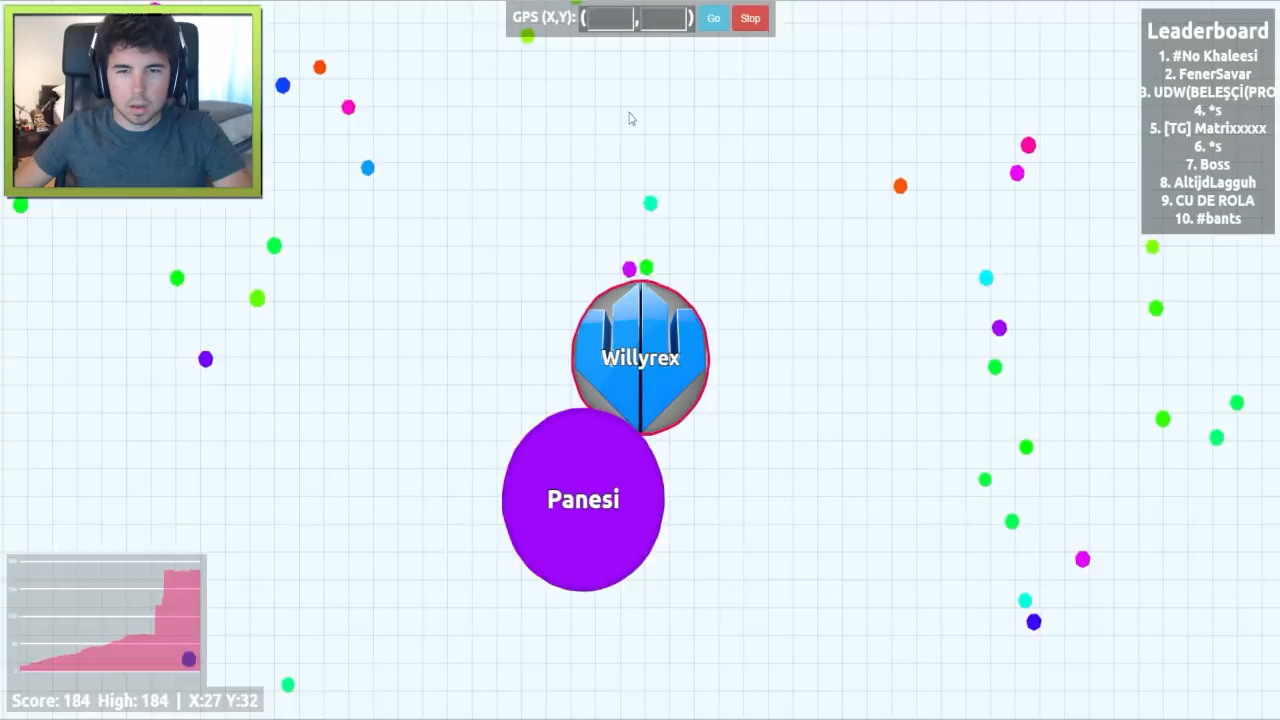 GPS (X,Y): ( , ) Go Stop
Leaderboard
1. #No Khaleesi
2. FenerSavar
3. UDW(BELEŞÇİ(PRO
4. *s
5. [TG] Matrixxxxx
6. *s
7. Boss
8. AltijdLagguh
9. CU DE ROLA
10. #bants
Willyrex
Panesi
Score: 184 High: 184 | X:27 Y:32